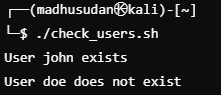 ┌──(madhusudan㉿kali)-[~]
└─$ ./check_users.sh
User john exists
User doe does not exist